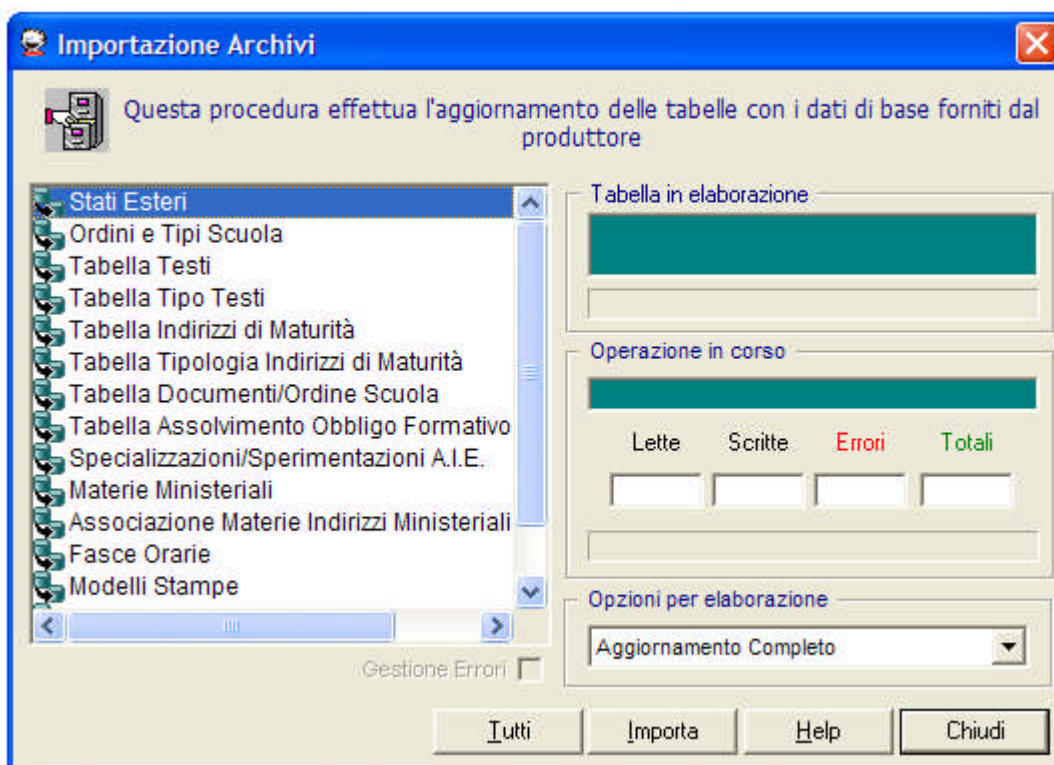 Importazione Archivi
Questa procedura effettua l'aggiornamento delle tabelle con i dati di base forniti dal
produttore
Stati Esteri
Ordini e Tipi Scuola
Tabella Testi
Tabella Tipo Testi
Tabella Indirizzi di Maturità
Tabella Tipologia Indirizzi di Maturità
Tabella Documenti/Ordine Scuola
Tabella Assolvimento Obbligo Formativo
Specializzazioni/Sperimentazioni A.I.E.
Materie Ministeriali
Associazione Materie Indirizzi Ministeriali
Fasce Orarie
Modelli Stampe
Gestione Errori
Tabella in elaborazione
Operazione in corso
Lette Scritte Errori Totali
Opzioni per elaborazione
Aggiornamento Completo
Tutti Importa Help Chiudi